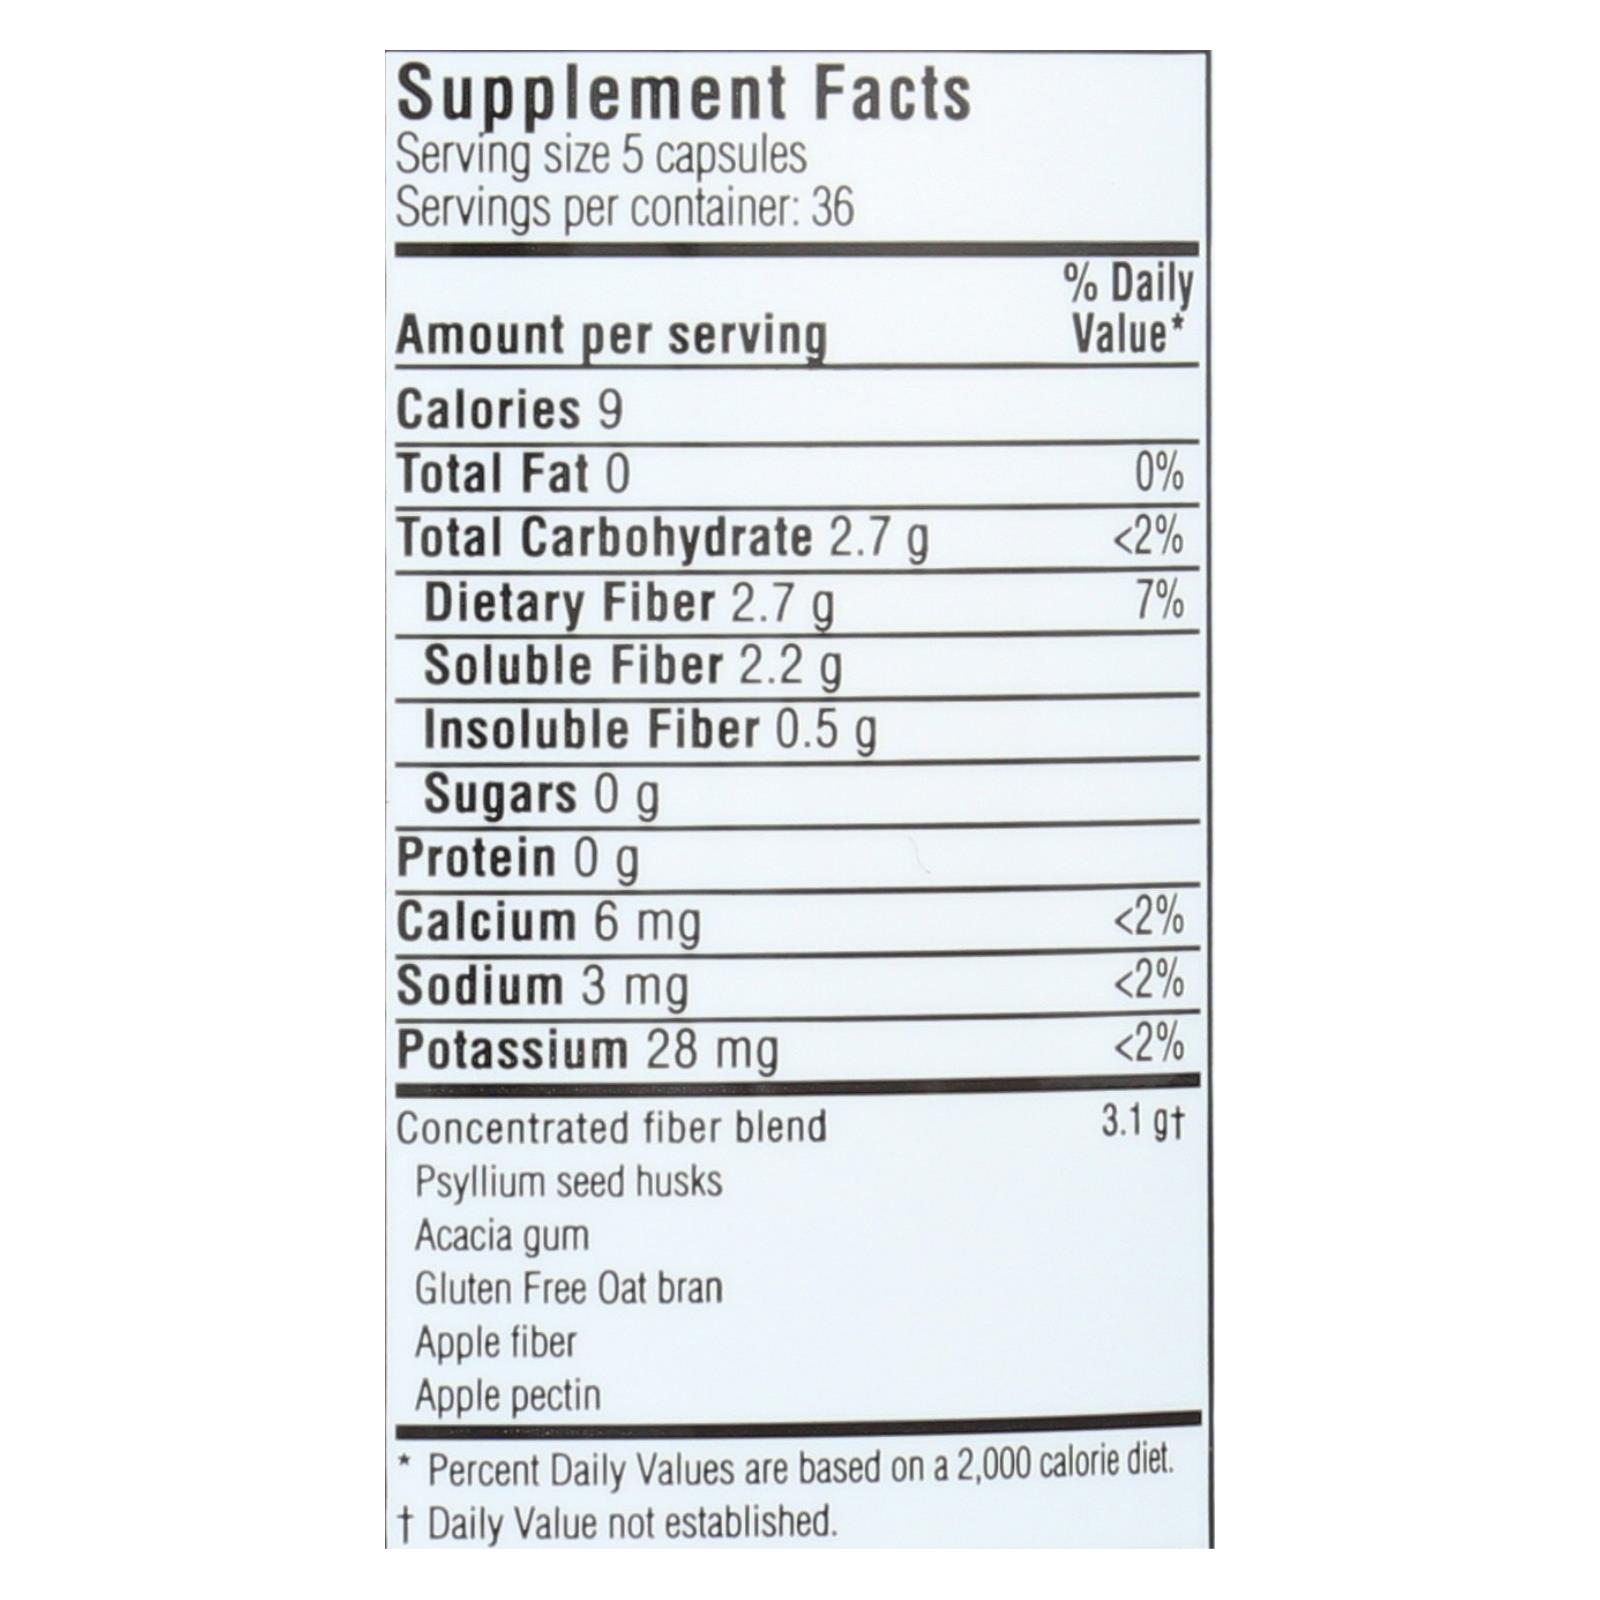 Supplement Facts
Serving size 5 capsules
Servings per container: 36
% Daily
Amount per serving Value*
Calories 9
Total Fat 0 0%
Total Carbohydrate 2.7 g <2%
Dietary Fiber 2.7 g 7%
Soluble Fiber 2.2 g
Insoluble Fiber 0.5 g
Sugars 0 g
Protein 0 g
Calcium 6 mg <2%
Sodium 3 mg <2%
Potassium 28 mg <2%
Concentrated fiber blend 3.1 g†
Psyllium seed husks
Acacia gum
Gluten Free Oat bran
Apple fiber
Apple pectin
* Percent Daily Values are based on a 2,000 calorie diet.
† Daily Value not established.